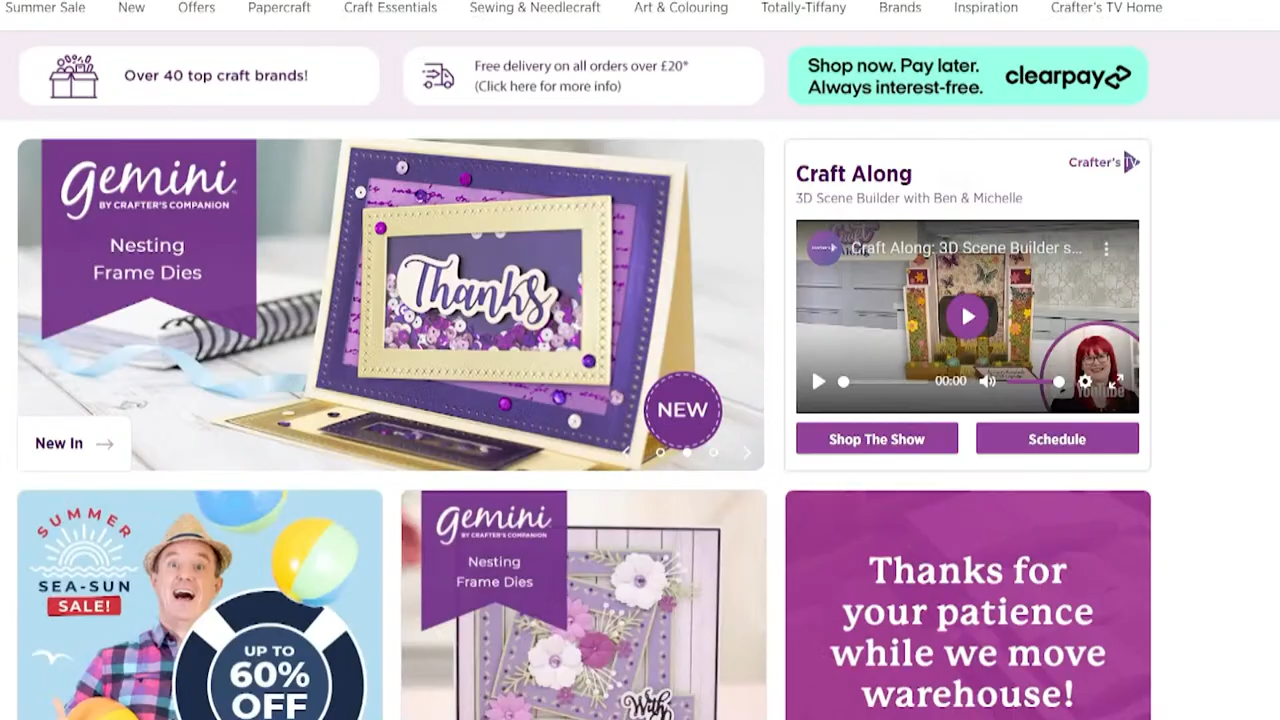 Summer Sale New Offers Papercraft Craft Essentials Sewing & Needlecraft Art & Colouring Totally-Tiffany Brands Inspiration Crafter's TV Home
Over 40 top craft brands!
Free delivery on all orders over £20*
(Click here for more info)
Shop now. Pay later.
Always interest-free.
clearpay
gemini
BY CRAFTER'S COMPANION
Nesting
Frame Dies
Thanks
NEW
New In
Crafter's TV
Craft Along
3D Scene Builder with Ben & Michelle
Craft Along: 3D Scene Builder s...
00:00
YouTube
Shop The Show
Schedule
SUMMER
SEA-SUN
SALE!
UP TO
60%
OFF
gemini
BY CRAFTER'S COMPANION
Nesting
Frame Dies
With
Thanks for
your patience
while we move
warehouse!